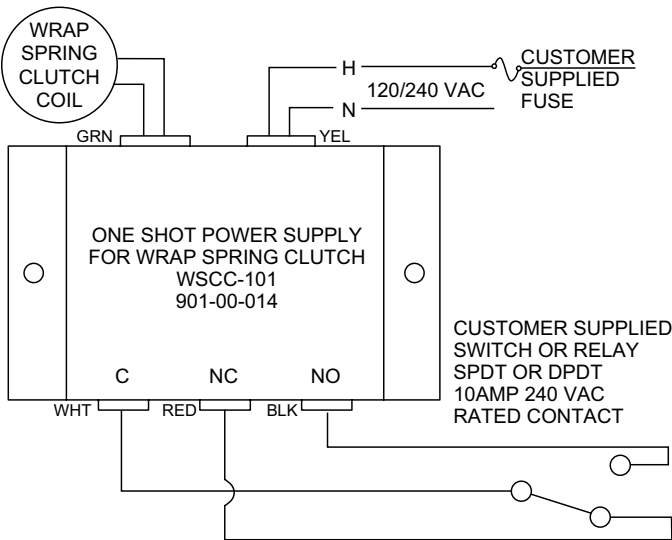 WRAP
SPRING
CLUTCH
COIL
H
120/240 VAC
N
CUSTOMER
SUPPLIED
FUSE
GRN
YEL
ONE SHOT POWER SUPPLY
FOR WRAP SPRING CLUTCH
WSCC-101
901-00-014
C NC NO
WHT RED BLK
CUSTOMER SUPPLIED
SWITCH OR RELAY
SPDT OR DPDT
10AMP 240 VAC
RATED CONTACT